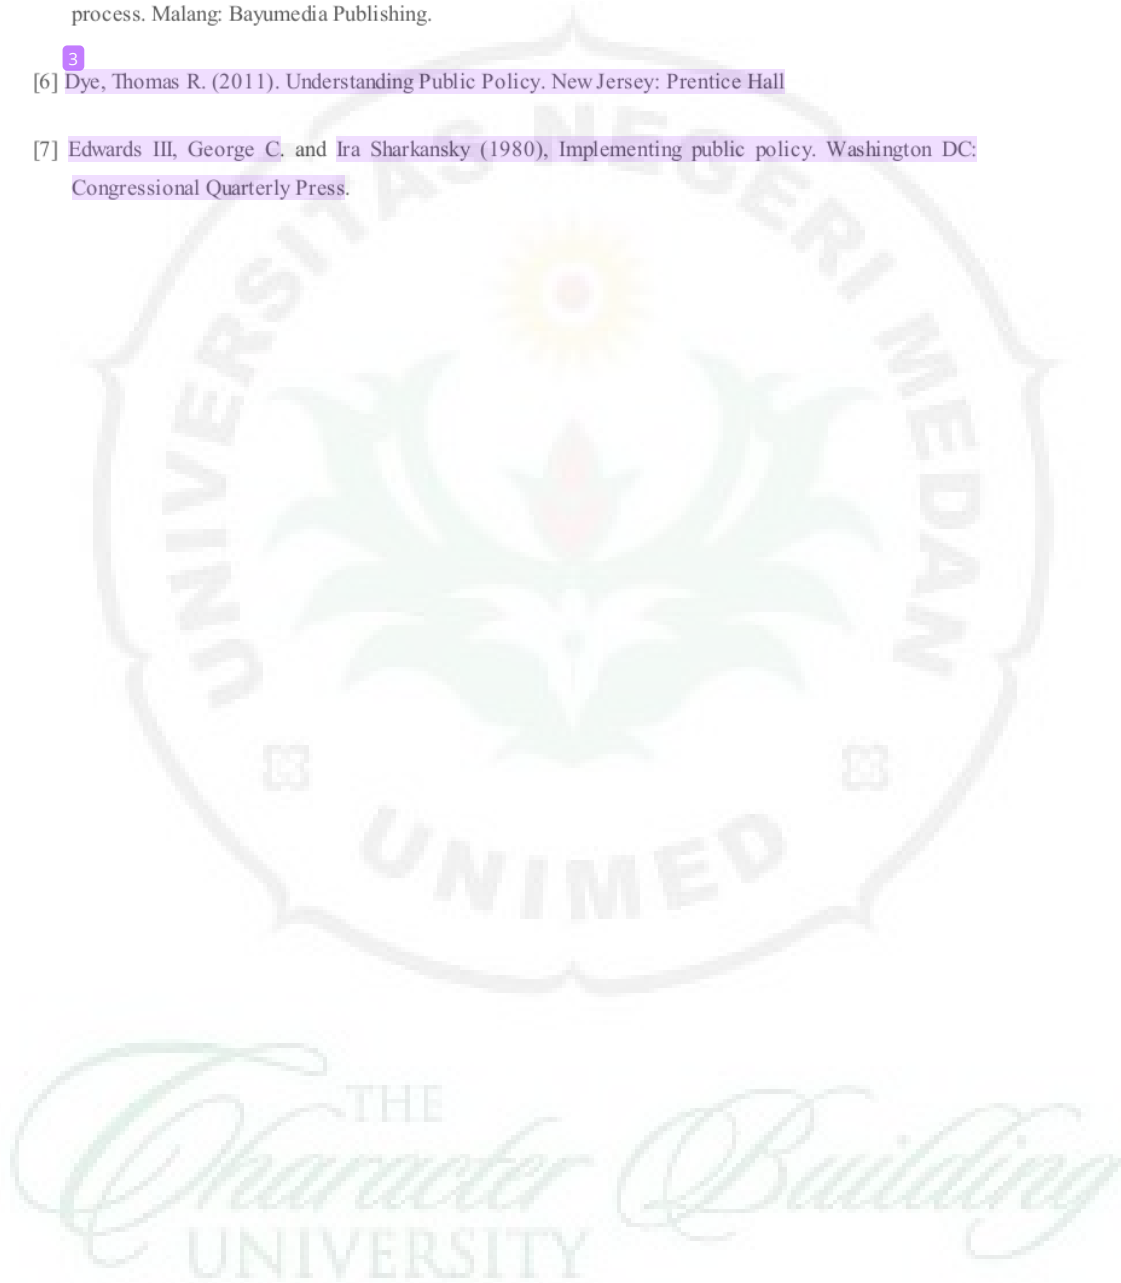 process. Malang: Bayumedia Publishing.
3
[6] Dye, Thomas R. (2011). Understanding Public Policy. New Jersey: Prentice Hall
[7] Edwards III, George C. and Ira Sharkansky (1980), Implementing public policy. Washington DC:
Congressional Quarterly Press.
UNIVERSITAS NEGERI MEDAN
UNIMED
THE
Character Building
UNIVERSITY